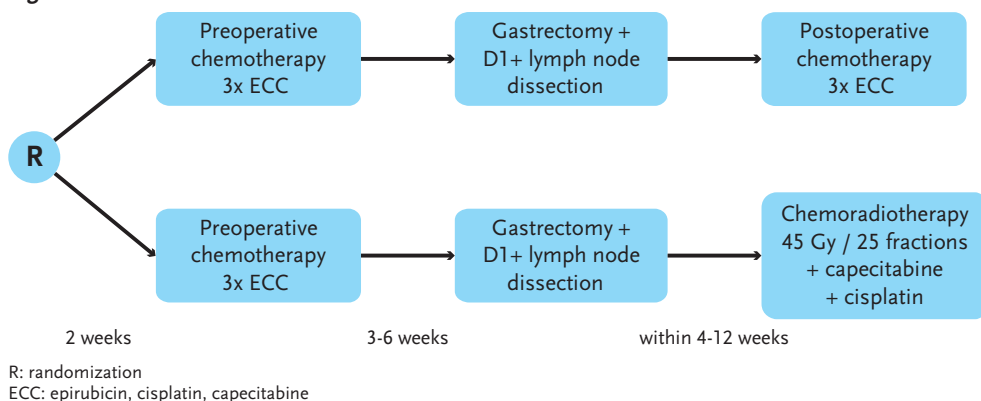 Preoperative
chemotherapy
3x ECC
Gastrectomy +
D1+ lymph node
dissection
Postoperative
chemotherapy
3x ECC
R
Preoperative
chemotherapy
3x ECC
Gastrectomy +
D1+ lymph node
dissection
Chemoradiotherapy
45 Gy / 25 fractions
+ capecitabine
+ cisplatin
2 weeks
3-6 weeks
within 4-12 weeks
R: randomization
ECC: epirubicin, cisplatin, capecitabine